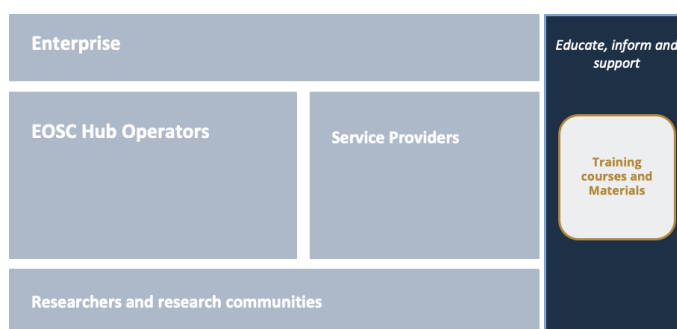 Enterprise
EOSC Hub Operators
Service Providers
Researchers and research communities
Educate, inform and
support
Training
courses and
Materials